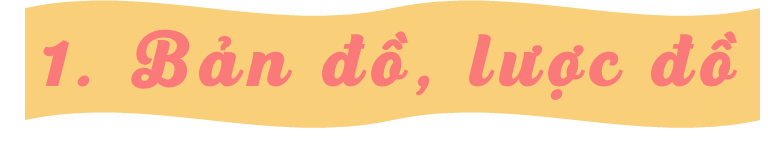 1. Bản đồ, lược đồ